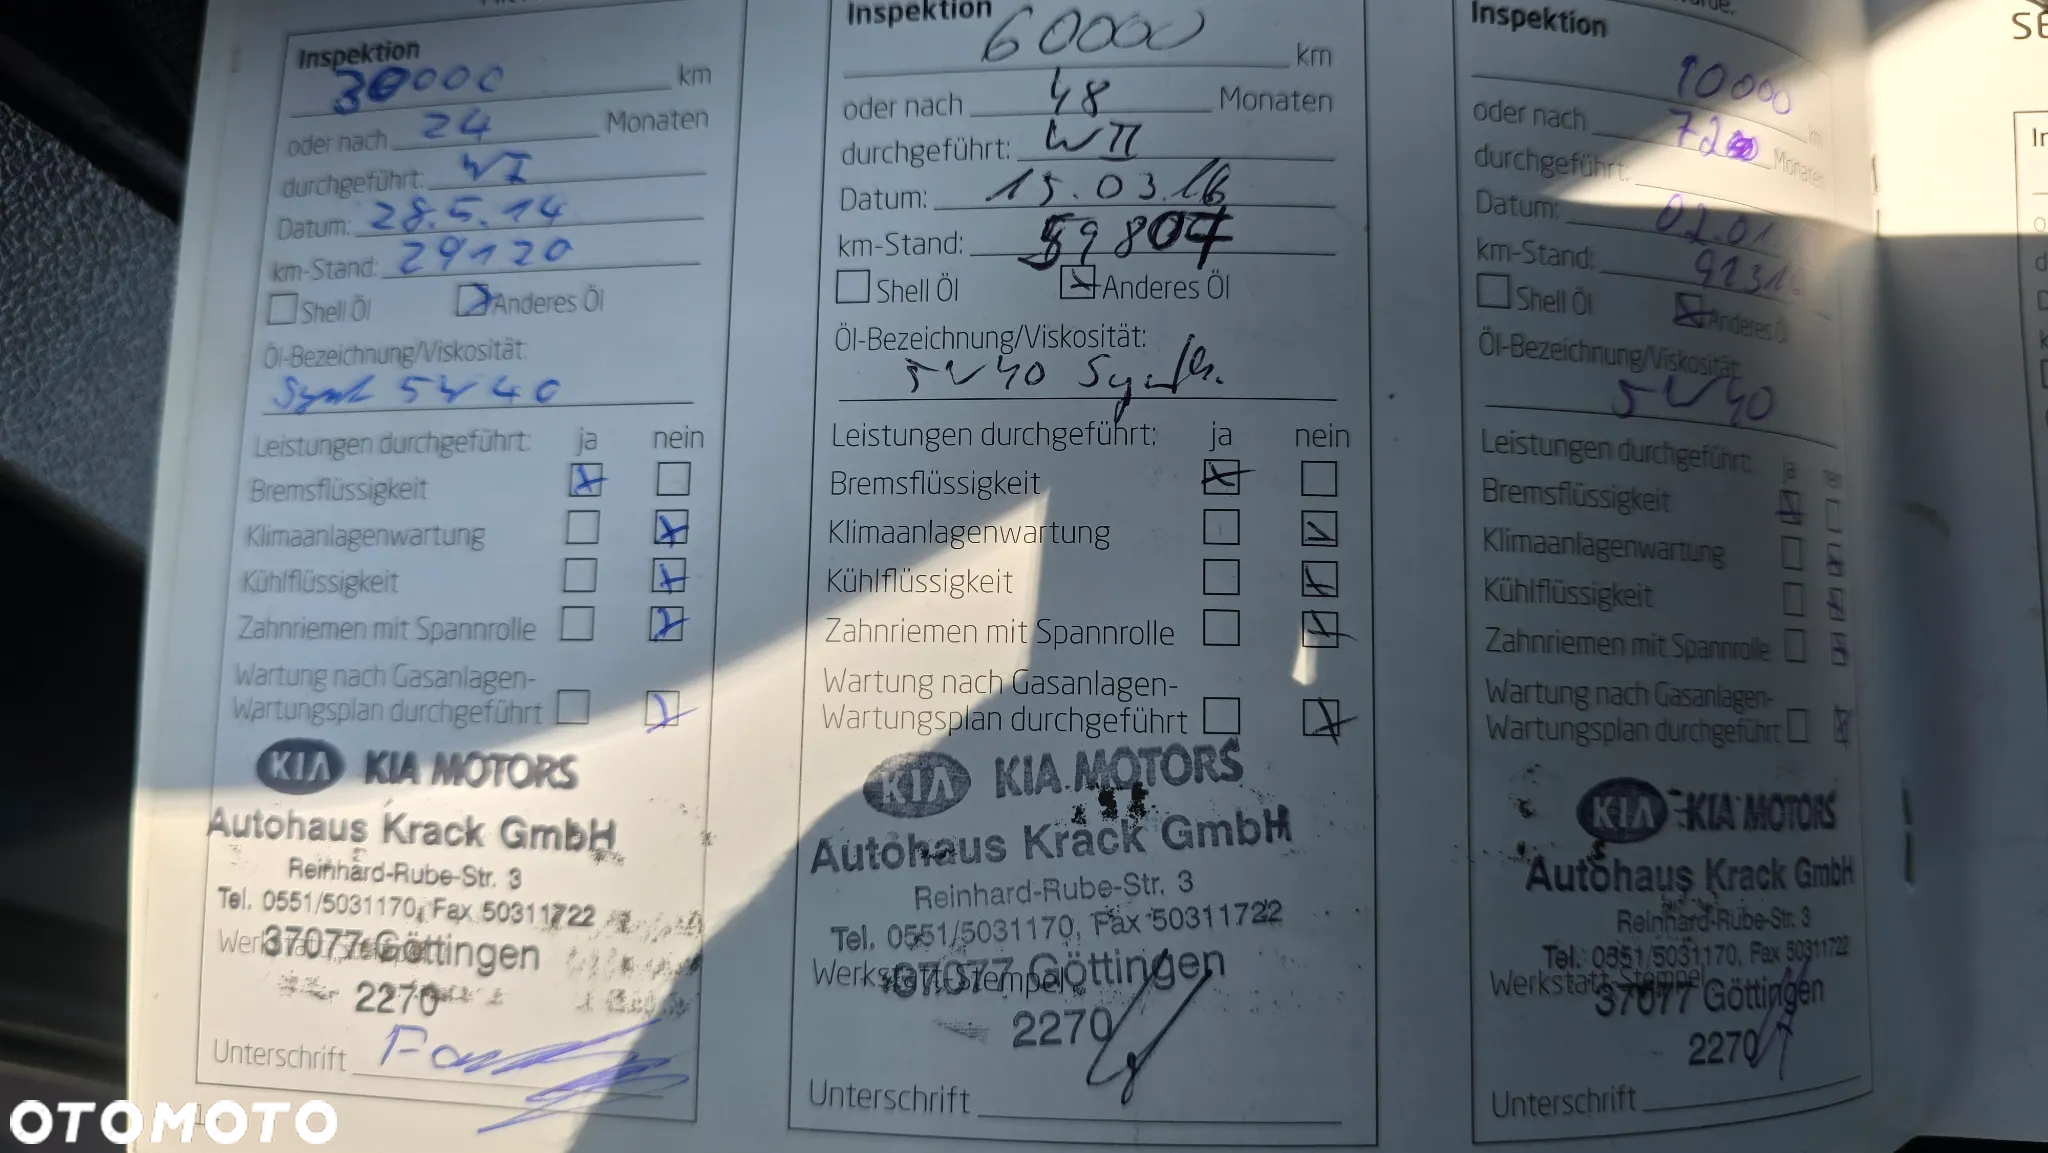 Inspektion
30000 km
oder nach 24 Monaten
durchgeführt: WI
Datum: 28.5.14
km-Stand: 29120
Shell Öl Anderes Öl
Öl-Bezeichnung/Viskosität:
Synth 5W40
Leistungen durchgeführt: ja nein
Bremsflüssigkeit
Klimaanlagenwartung
Kühlflüssigkeit
Zahnriemen mit Spannrolle
Wartung nach Gasanlagen-
Wartungsplan durchgeführt
KIA KIA MOTORS
Autohaus Krack GmbH
Reinhard-Rube-Str. 3
Tel. 0551/5031170, Fax 50311722
37077 Göttingen
2270
Unterschrift
Inspektion
60000 km
oder nach 48 Monaten
durchgeführt: WII
Datum: 15.03.16
km-Stand: 59807
Shell Öl Anderes Öl
Öl-Bezeichnung/Viskosität:
5W40 Synth.
Leistungen durchgeführt: ja nein
Bremsflüssigkeit
Klimaanlagenwartung
Kühlflüssigkeit
Zahnriemen mit Spannrolle
Wartung nach Gasanlagen-
Wartungsplan durchgeführt
KIA KIA MOTORS
Autohaus Krack GmbH
Reinhard-Rube-Str. 3
Tel. 0551/5031170, Fax 50311722
Werkstatt Stempel
37077 Göttingen
2270
Unterschrift
Inspektion
10000 km
oder nach 72 Monaten
durchgeführt:
Datum: 02.01.
km-Stand:
Shell Öl Anderes Öl
Öl-Bezeichnung/Viskosität:
5W40
Leistungen durchgeführt: ja nein
Bremsflüssigkeit
Klimaanlagenwartung
Kühlflüssigkeit
Zahnriemen mit Spannrolle
Wartung nach Gasanlagen-
Wartungsplan durchgeführt
KIA KIA MOTORS
Autohaus Krack GmbH
Reinhard-Rube-Str. 3
Tel. 0551/5031170, Fax 50311722
Werkstatt Stempel
37077 Göttingen
2270
Unterschrift
OTOMOTO